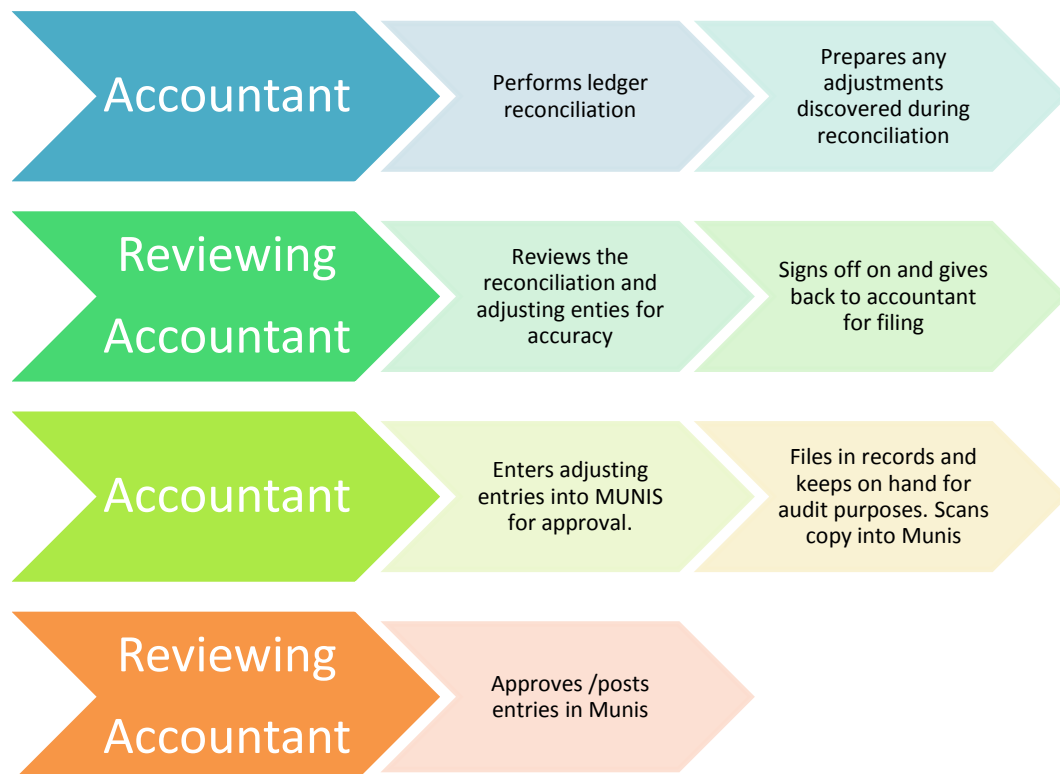 Accountant
Performs ledger
reconciliation
Prepares any
adjustments
discovered during
reconciliation
Reviewing
Accountant
Reviews the
reconciliation and
adjusting enties for
accuracy
Signs off on and gives
back to accountant
for filing
Accountant
Enters adjusting
entries into MUNIS
for approval.
Files in records and
keeps on hand for
audit purposes. Scans
copy into Munis
Reviewing
Accountant
Approves /posts
entries in Munis